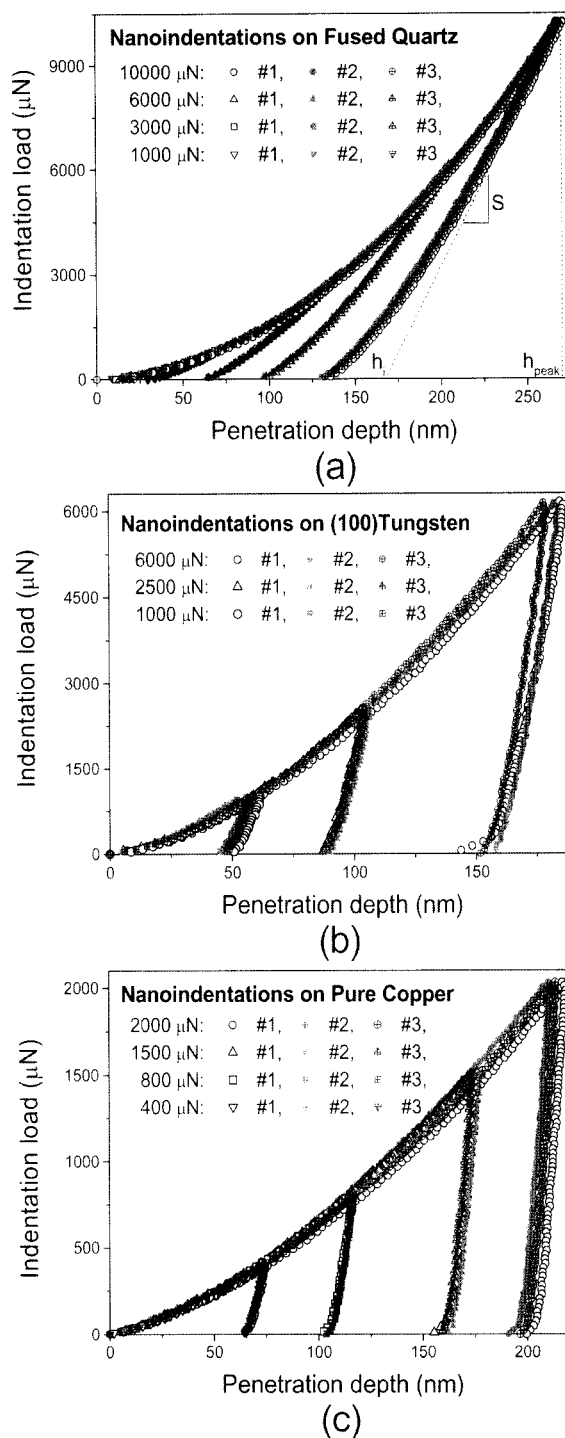 Nanoindentations on Fused Quartz
10000 μN: #1, #2, #3,
6000 μN: #1, #2, #3,
3000 μN: #1, #2, #3,
1000 μN: #1, #2, #3
9000
6000
3000
0
Indentation load (μN)
S
h
h peak
0 50 100 150 200 250
Penetration depth (nm)
(a)
Nanoindentations on (100)Tungsten
6000 μN: #1, #2, #3,
2500 μN: #1, #2, #3,
1000 μN: #1, #2, #3
6000
4500
3000
1500
0
Indentation load (μN)
0 50 100 150
Penetration depth (nm)
(b)
Nanoindentations on Pure Copper
2000 μN: #1, #2, #3,
1500 μN: #1, #2, #3,
800 μN: #1, #2, #3,
400 μN: #1, #2, #3
2000
1500
1000
500
0
Indentation load (μN)
0 50 100 150 200
Penetration depth (nm)
(c)